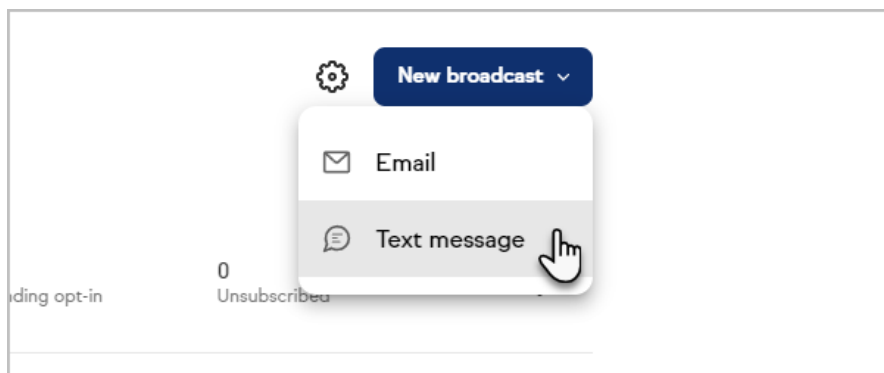 New broadcast
Email
Text message
0
ding opt-in
Unsubscribed